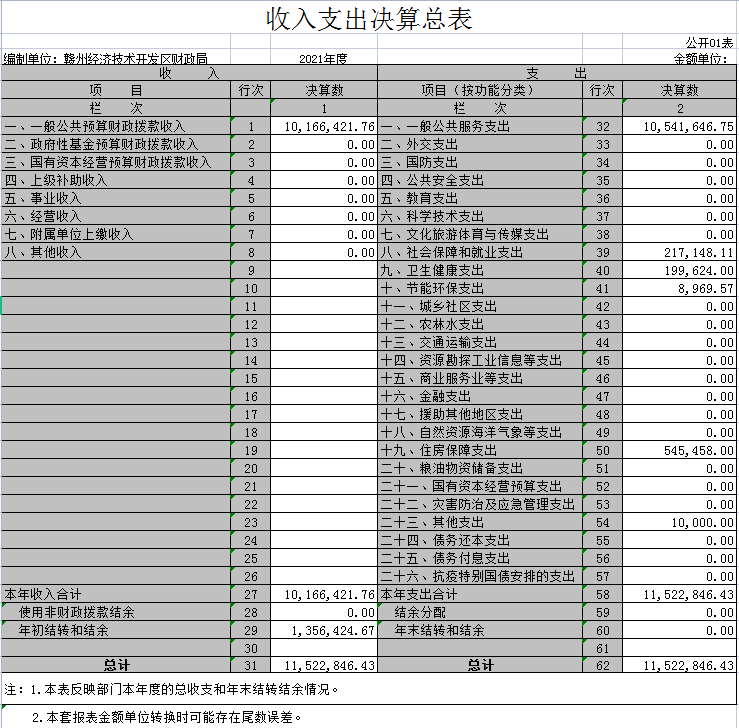 收入支出决算总表
公开01表
编制单位：赣州经济技术开发区财政局 2021年度 金额单位：
收 入 支 出
项 目 行次 决算数 项目（按功能分类） 行次 决算数
栏 次 1 栏 次 2
一、一般公共预算财政拨款收入 1 10,166,421.76 一、一般公共服务支出 32 10,541,646.75
二、政府性基金预算财政拨款收入 2 0.00 二、外交支出 33 0.00
三、国有资本经营预算财政拨款收入 3 0.00 三、国防支出 34 0.00
四、上级补助收入 4 0.00 四、公共安全支出 35 0.00
五、事业收入 5 0.00 五、教育支出 36 0.00
六、经营收入 6 0.00 六、科学技术支出 37 0.00
七、附属单位上缴收入 7 0.00 七、文化旅游体育与传媒支出 38 0.00
八、其他收入 8 0.00 八、社会保障和就业支出 39 217,148.11
9 九、卫生健康支出 40 199,624.00
10 十、节能环保支出 41 8,969.57
11 十一、城乡社区支出 42 0.00
12 十二、农林水支出 43 0.00
13 十三、交通运输支出 44 0.00
14 十四、资源勘探工业信息等支出 45 0.00
15 十五、商业服务业等支出 46 0.00
16 十六、金融支出 47 0.00
17 十七、援助其他地区支出 48 0.00
18 十八、自然资源海洋气象等支出 49 0.00
19 十九、住房保障支出 50 545,458.00
20 二十、粮油物资储备支出 51 0.00
21 二十一、国有资本经营预算支出 52 0.00
22 二十二、灾害防治及应急管理支出 53 0.00
23 二十三、其他支出 54 10,000.00
24 二十四、债务还本支出 55 0.00
25 二十五、债务付息支出 56 0.00
26 二十六、抗疫特别国债安排的支出 57 0.00
本年收入合计 27 10,166,421.76 本年支出合计 58 11,522,846.43
使用非财政拨款结余 28 0.00 结余分配 59 0.00
年初结转和结余 29 1,356,424.67 年末结转和结余 60 0.00
30 61
总计 31 11,522,846.43 总计 62 11,522,846.43
注：1.本表反映部门本年度的总收支和年末结转结余情况。
2.本套报表金额单位转换时可能存在尾数误差。